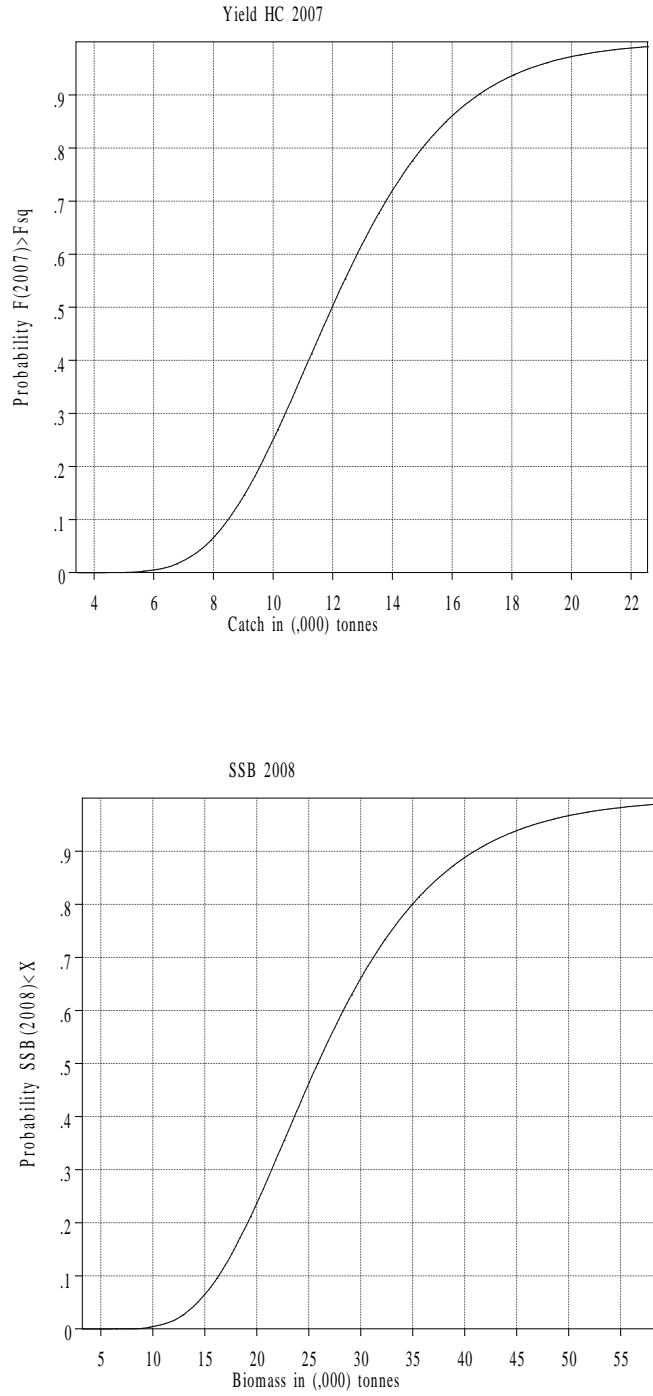 Yield HC 2007
Probability F(2007)>Fsq
.9
.8
.7
.6
.5
.4
.3
.2
.1
0
4 6 8 10 12 14 16 18 20 22
Catch in (,000) tonnes
SSB 2008
Probability SSB(2008)<X
.9
.8
.7
.6
.5
.4
.3
.2
.1
0
5 10 15 20 25 30 35 40 45 50 55
Biomass in (,000) tonnes